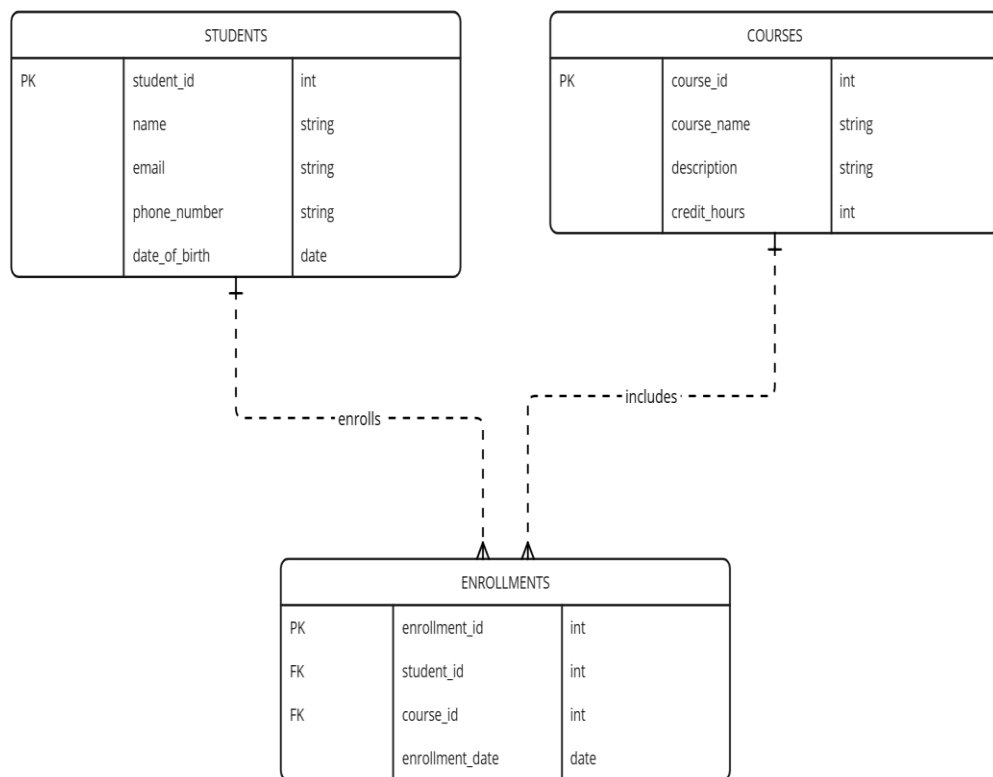 STUDENTS
PK student_id int
name string
email string
phone_number string
date_of_birth date
COURSES
PK course_id int
course_name string
description string
credit_hours int
enrolls
includes
ENROLLMENTS
PK enrollment_id int
FK student_id int
FK course_id int
enrollment_date date